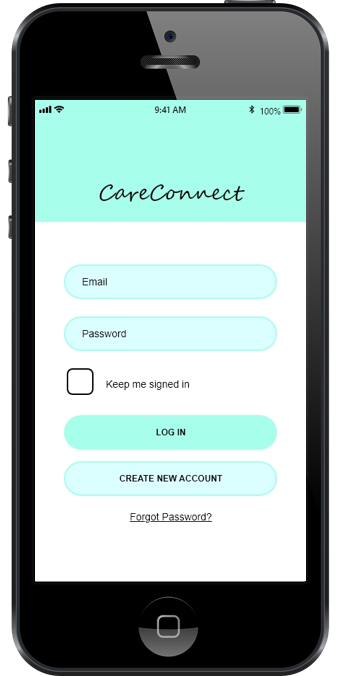 9:41 AM 100%
CareConnect
Email
Password
Keep me signed in
LOG IN
CREATE NEW ACCOUNT
Forgot Password?